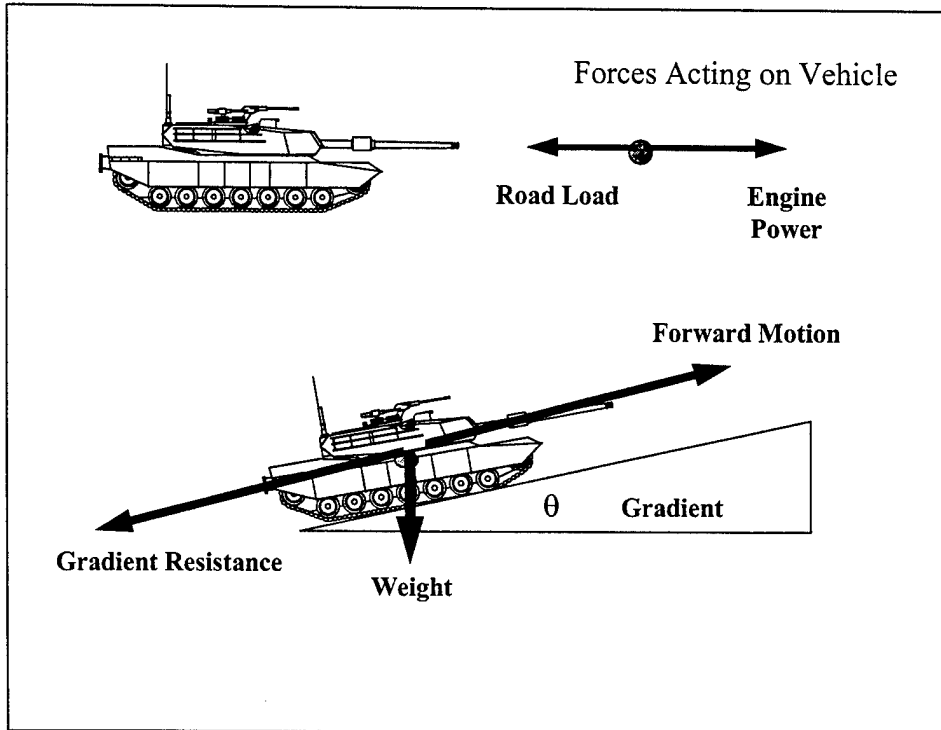 Forces Acting on Vehicle
Road Load
Engine
Power
Forward Motion
θ
Gradient
Gradient Resistance
Weight